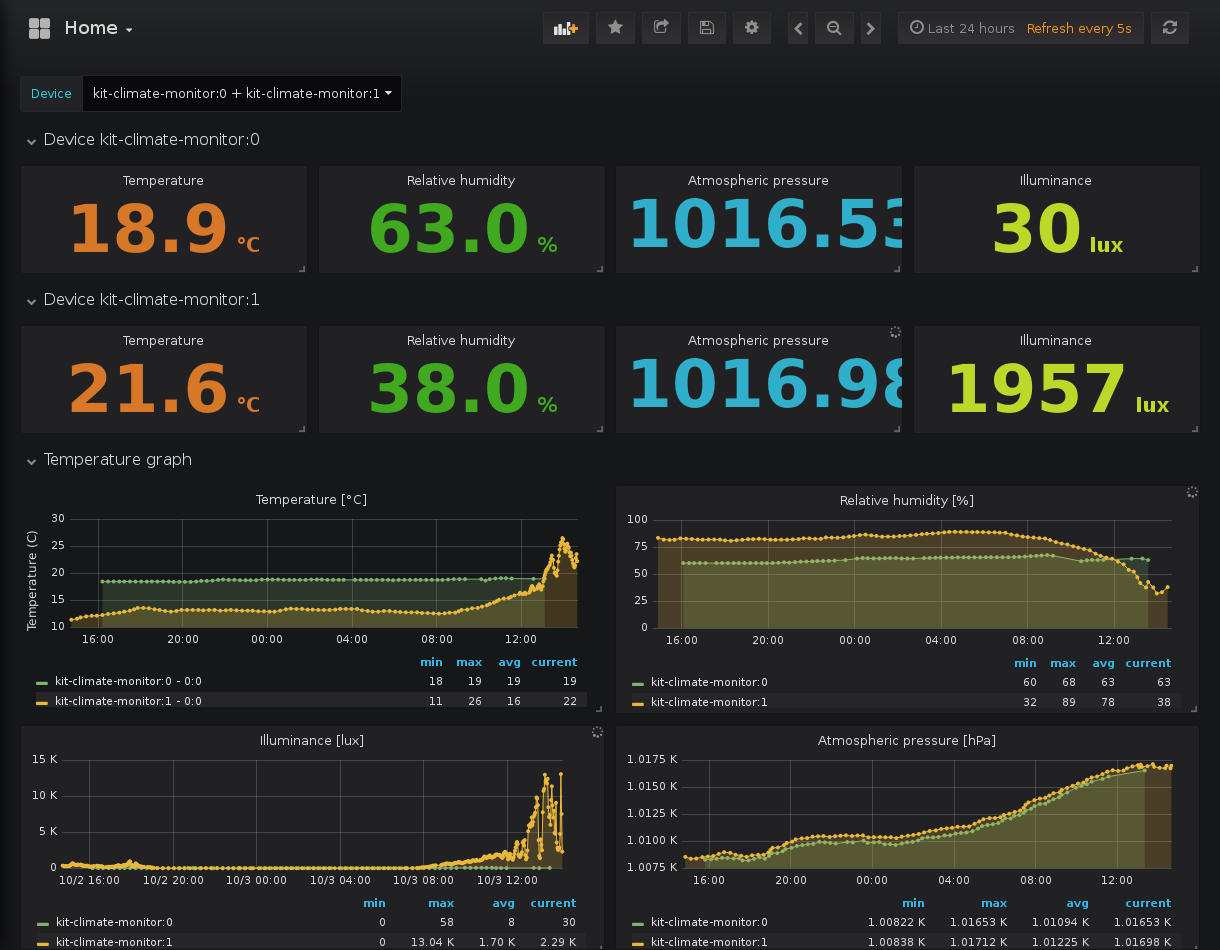 Home
Last 24 hours Refresh every 5s
Device kit-climate-monitor:0 + kit-climate-monitor:1
Device kit-climate-monitor:0
Temperature Relative humidity Atmospheric pressure Illuminance
18.9 °C 63.0 % 1016.53 30 lux
Device kit-climate-monitor:1
Temperature Relative humidity Atmospheric pressure Illuminance
21.6 °C 38.0 % 1016.98 1957 lux
Temperature graph
Temperature [°C]
Temperature (C)
30
25
20
15
10
16:00 20:00 00:00 04:00 08:00 12:00
min max avg current
kit-climate-monitor:0 - 0:0 18 19 19 19
kit-climate-monitor:1 - 0:0 11 26 16 22
Relative humidity [%]
100
75
50
25
0
16:00 20:00 00:00 04:00 08:00 12:00
min max avg current
kit-climate-monitor:0 60 68 63 63
kit-climate-monitor:1 32 89 78 38
Illuminance [lux]
15 K
10 K
5 K
0
10/2 16:00 10/2 20:00 10/3 00:00 10/3 04:00 10/3 08:00 10/3 12:00
min max avg current
kit-climate-monitor:0 0 58 8 30
kit-climate-monitor:1 0 13.04 K 1.70 K 2.29 K
Atmospheric pressure [hPa]
1.0175 K
1.0150 K
1.0125 K
1.0100 K
1.0075 K
16:00 20:00 00:00 04:00 08:00 12:00
min max avg current
kit-climate-monitor:0 1.00822 K 1.01653 K 1.01094 K 1.01653 K
kit-climate-monitor:1 1.00838 K 1.01712 K 1.01225 K 1.01698 K